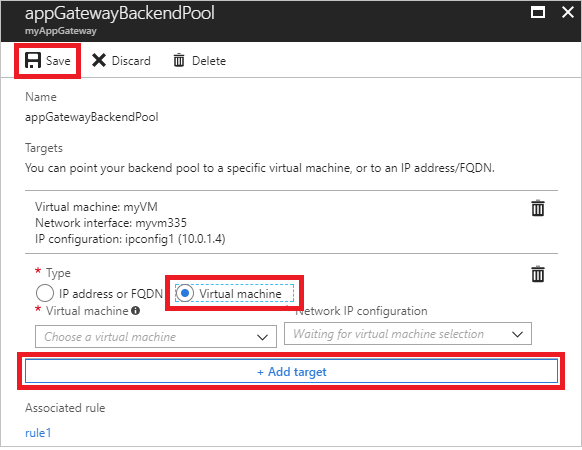 appGatewayBackendPool
myAppGateway
Save Discard Delete
Name
appGatewayBackendPool
Targets
You can point your backend pool to a specific virtual machine, or to an IP address/FQDN.
Virtual machine: myVM
Network interface: myvm335
IP configuration: ipconfig1 (10.0.1.4)
* Type
IP address or FQDN Virtual machine
* Virtual machine Network IP configuration
Choose a virtual machine Waiting for virtual machine selection
+ Add target
Associated rule
rule1